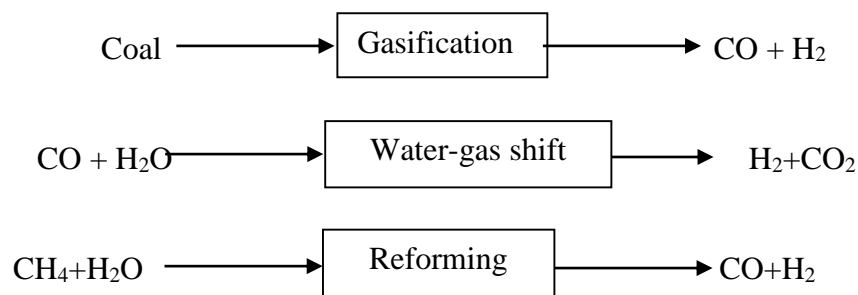 Coal Gasification CO + H₂
CO + H₂O Water-gas shift H₂+CO₂
CH₄+H₂O Reforming CO+H₂